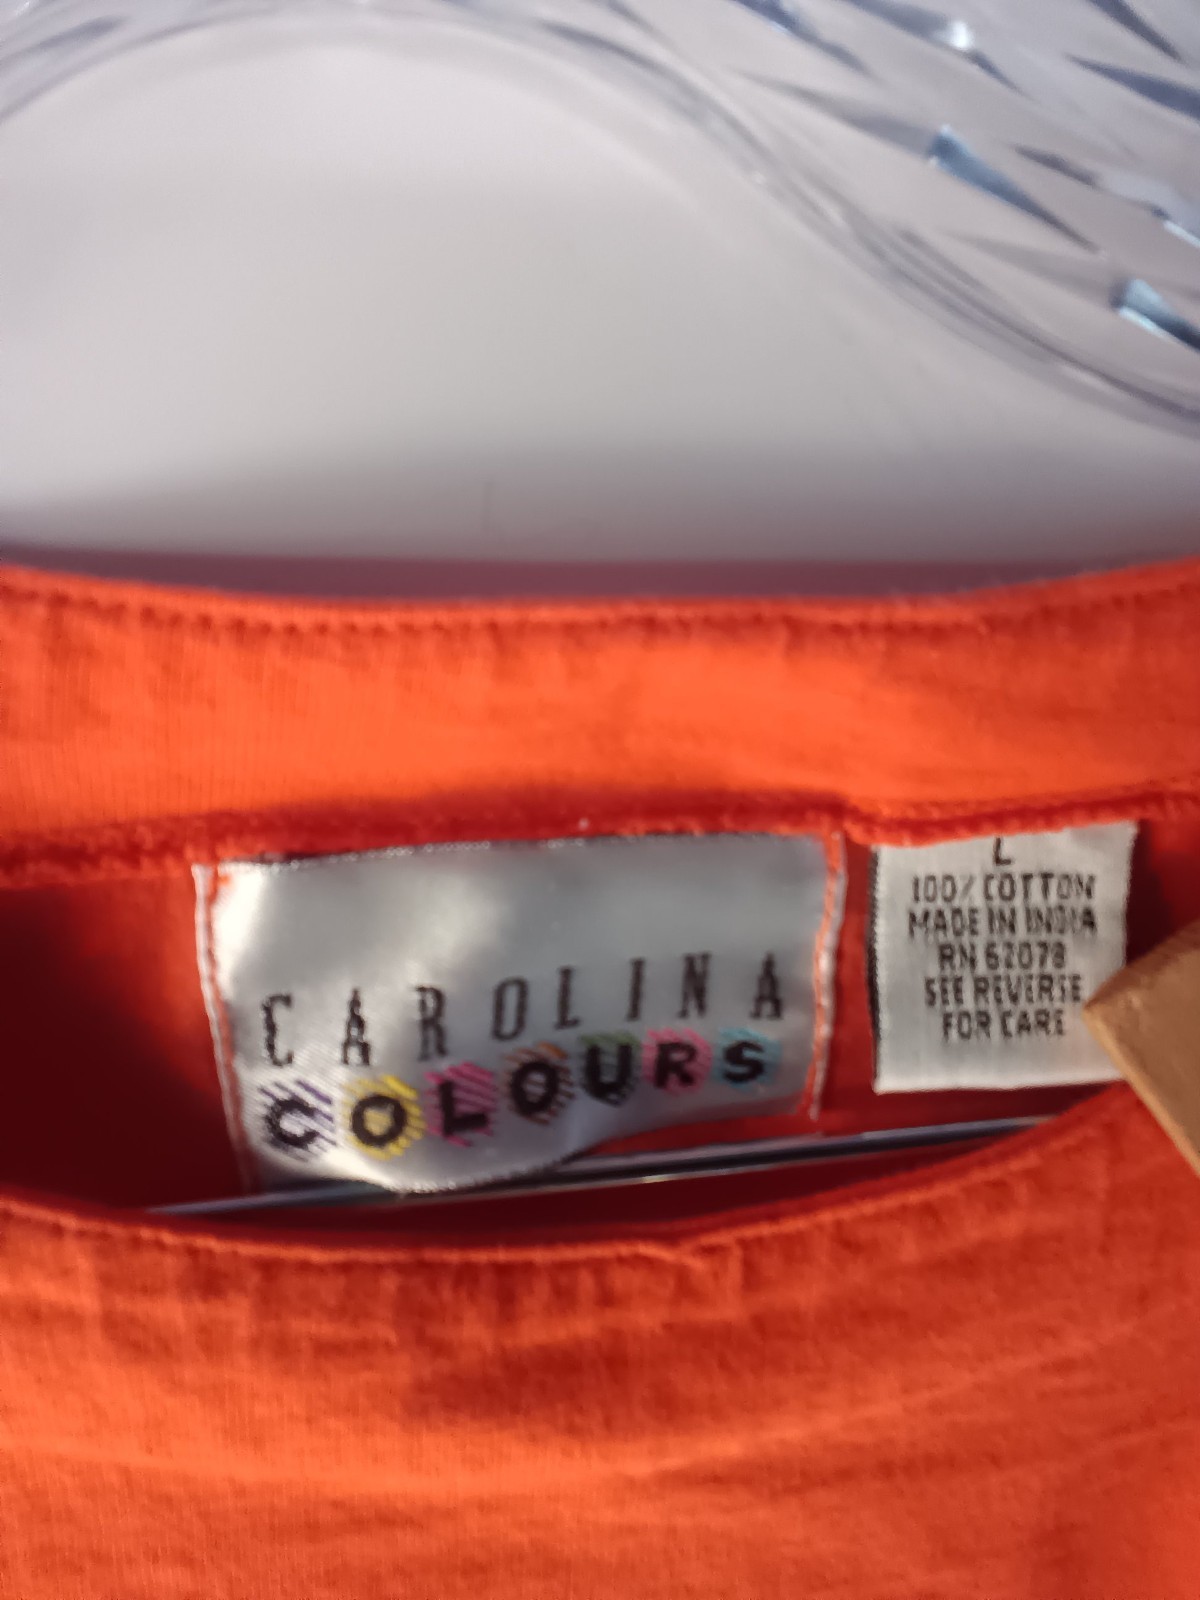 CAROLINA
COLOURS
L
100% COTTON
MADE IN INDIA
RN 62078
SEE REVERSE
FOR CARE